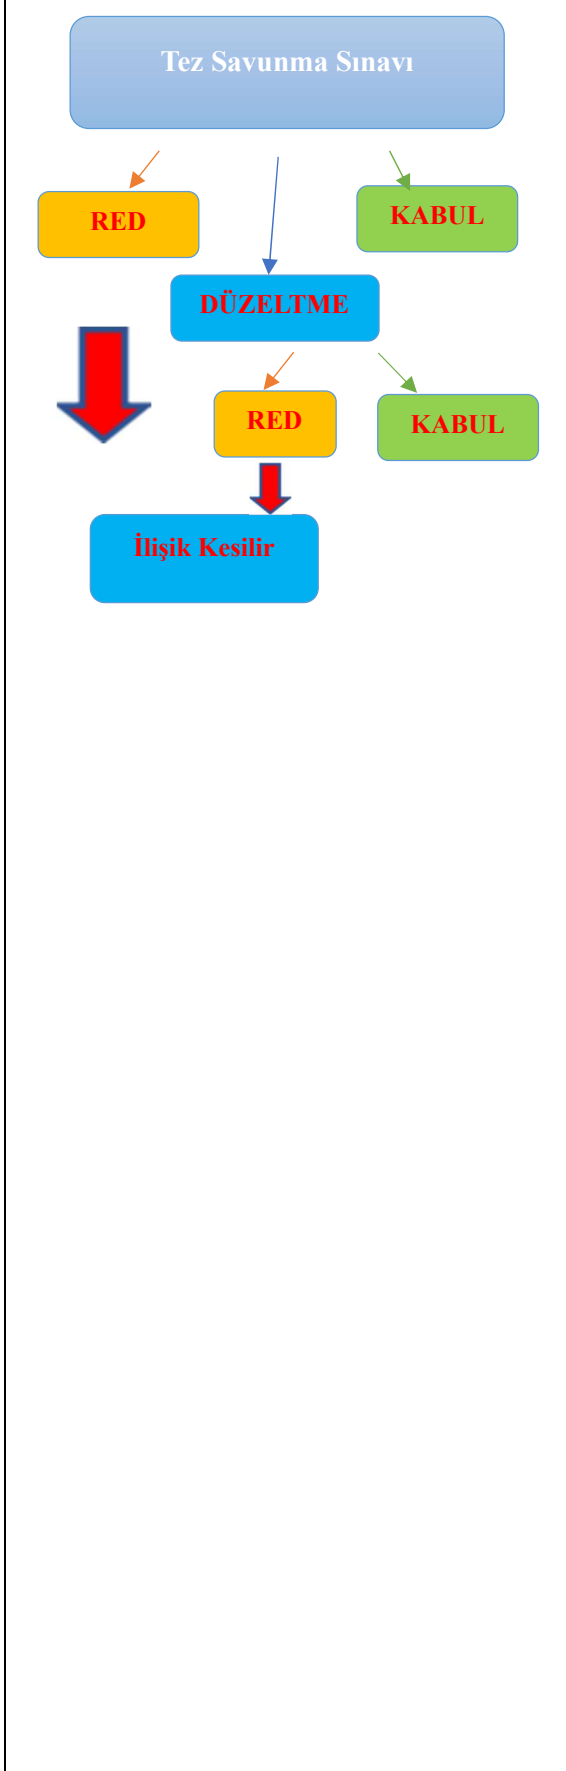 Tez Savunma Sınavı
RED
KABUL
DÜZELTME
RED
KABUL
İlişik Kesilir